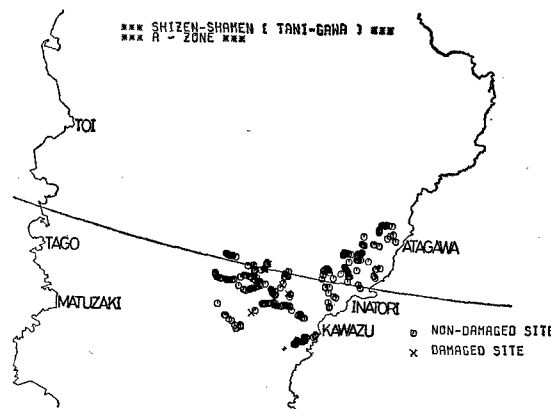 *** SHIZEN-SHAMEN [ TANI-GAWA ] ***
*** A - ZONE ***
TOI
ATAGAWA
TAGO
MATUZAKI
INATORI
KAWAZU
NON-DAMAGED SITE
DAMAGED SITE